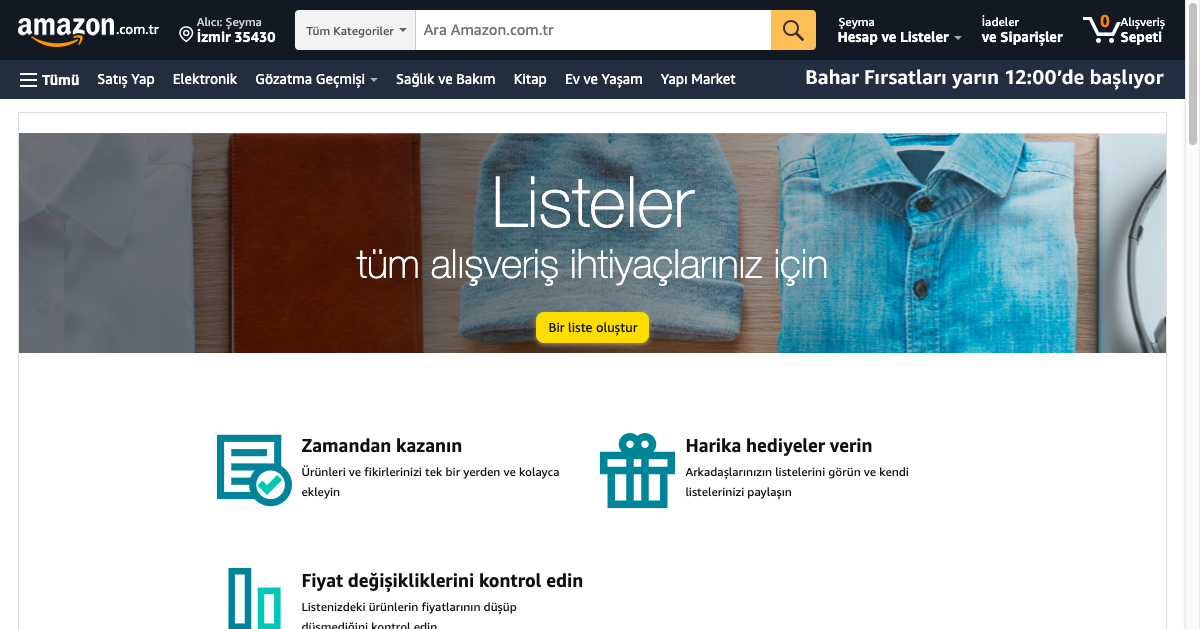 amazon.com.tr
Alıcı: Şeyma
İzmir 35430
Tüm Kategoriler
Ara Amazon.com.tr
Şeyma
Hesap ve Listeler
İadeler
ve Siparişler
0
Alışveriş
Sepeti
Tümü
Satış Yap
Elektronik
Gözatma Geçmişi
Sağlık ve Bakım
Kitap
Ev ve Yaşam
Yapı Market
Bahar Fırsatları yarın 12:00’de başlıyor
Listeler
tüm alışveriş ihtiyaçlarınız için
Bir liste oluştur
Zamandan kazanın
Ürünleri ve fikirlerinizi tek bir yerden ve kolayca
ekleyin
Harika hediyeler verin
Arkadaşlarınızın listelerini görün ve kendi
listelerinizi paylaşın
Fiyat değişikliklerini kontrol edin
Listenizdeki ürünlerin fiyatlarının düşüp
düşmediğini kontrol edin